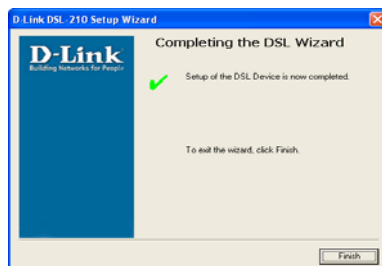 D-Link DSL-210 Setup Wizard
D-Link
Building Networks for People
Completing the DSL Wizard
Setup of the DSL Device is now completed.
To exit the wizard, click Finish.
Finish